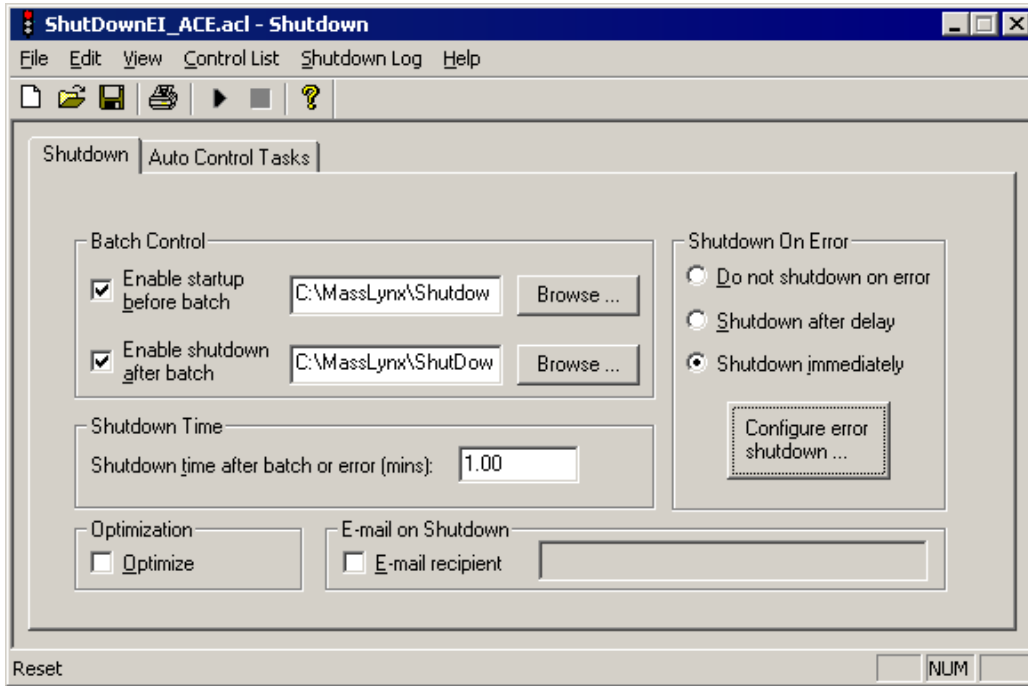 ShutDownEI_ACE.acl - Shutdown
File Edit View Control List Shutdown Log Help
Shutdown Auto Control Tasks
Batch Control
Enable startup
before batch
C:\MassLynx\Shutdow
Browse ...
Enable shutdown
after batch
C:\MassLynx\ShutDow
Browse ...
Shutdown On Error
Do not shutdown on error
Shutdown after delay
Shutdown immediately
Configure error
shutdown ...
Shutdown Time
Shutdown time after batch or error (mins): 1.00
Optimization
Optimize
E-mail on Shutdown
E-mail recipient
Reset NUM